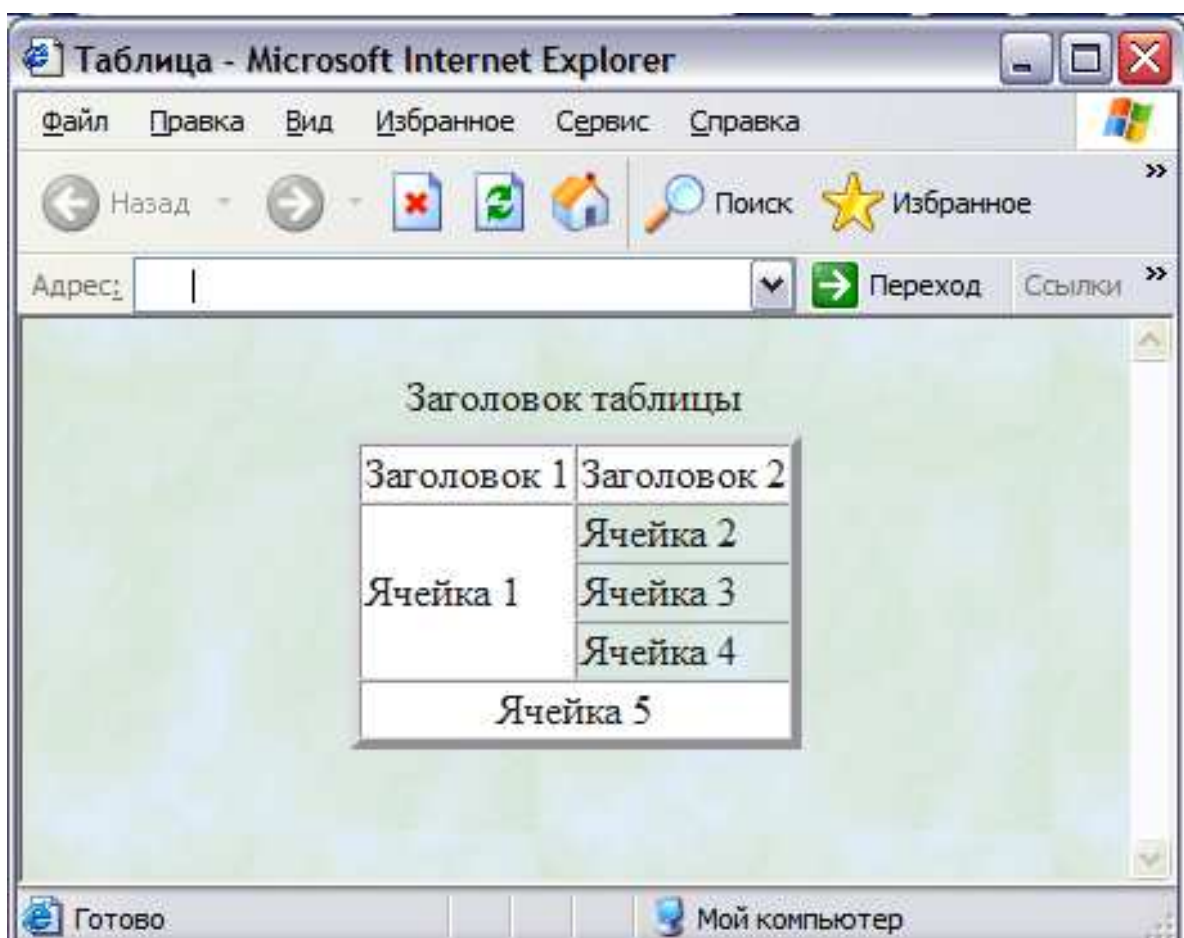 Таблица - Microsoft Internet Explorer
Файл Правка Вид Избранное Сервис Справка
Назад Поиск Избранное »
Адрес: Переход Ссылки »
Заголовок таблицы
Заголовок 1 Заголовок 2
Ячейка 2
Ячейка 1 Ячейка 3
Ячейка 4
Ячейка 5
Готово Мой компьютер